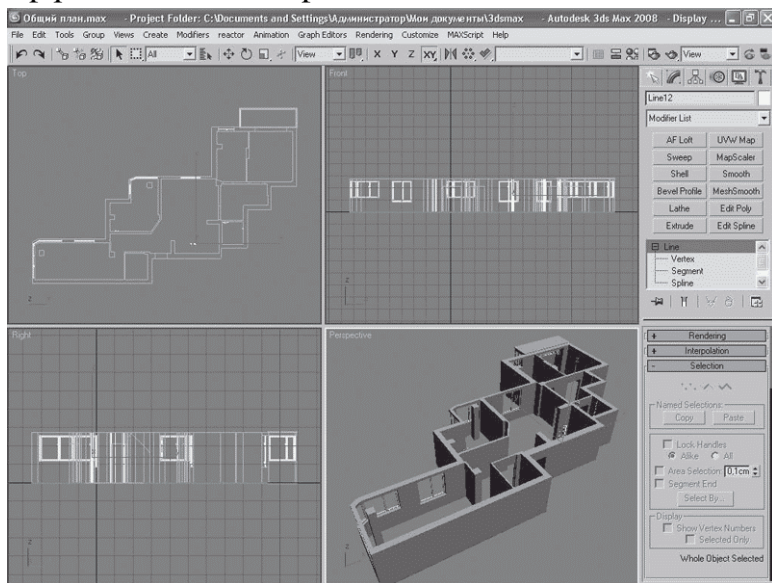 Общий план.max - Project Folder: C:\Documents and Settings\Администратор\Мои документы\3dsmax - Autodesk 3ds Max 2008 - Display ...
File Edit Tools Group Views Create Modifiers reactor Animation Graph Editors Rendering Customize MAXScript Help
All View X Y Z XY View
Top
Front
Right
Perspective
Line12
Modifier List
AF Loft UVW Map
Sweep MapScaler
Shell Smooth
Bevel Profile MeshSmooth
Lathe Edit Poly
Extrude Edit Spline
Line
Vertex
Segment
Spline
+ Rendering
+ Interpolation
- Selection
Named Selections:
Copy Paste
Lock Handles
Alike All
Area Selection: 0,1cm
Segment End
Select By...
Display
Show Vertex Numbers
Selected Only
Whole Object Selected